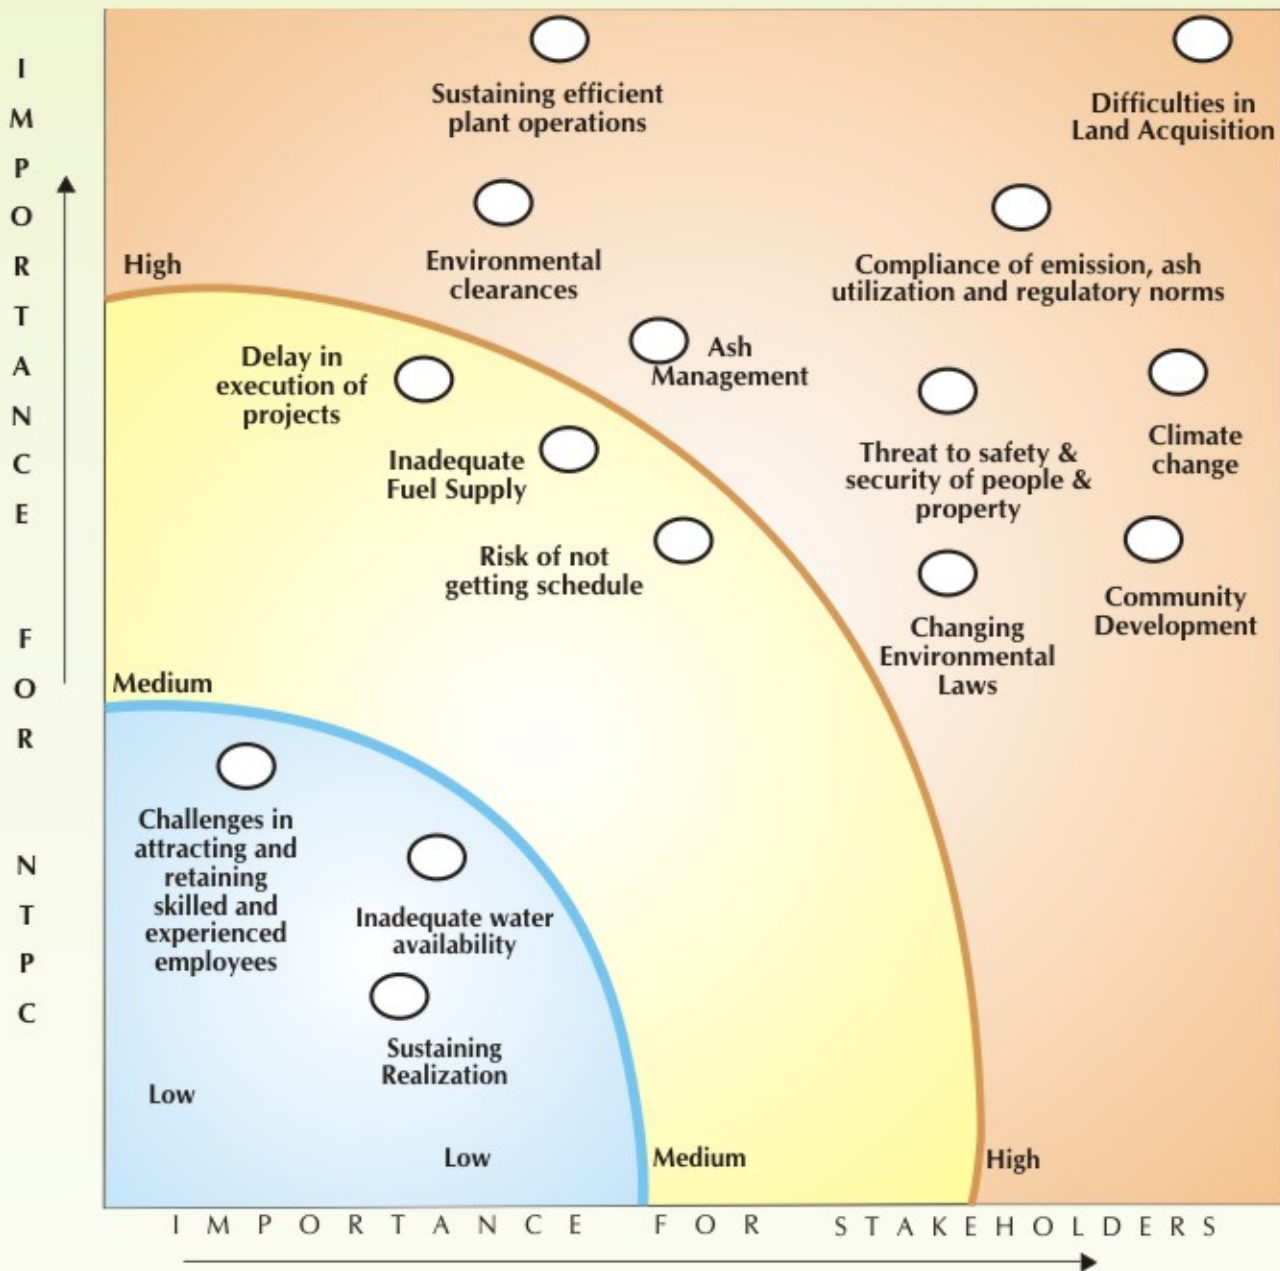 IMPORTANCE FOR NTPC
Sustaining efficient
plant operations
Difficulties in
Land Acquisition
High
Environmental
clearances
Compliance of emission, ash
utilization and regulatory norms
Ash
Management
Delay in
execution of
projects
Inadequate
Fuel Supply
Threat to safety &
security of people &
property
Climate
change
Risk of not
getting schedule
Changing
Environmental
Laws
Community
Development
Medium
Challenges in
attracting and
retaining
skilled and
experienced
employees
Inadequate water
availability
Sustaining
Realization
Low
Low
Medium
High
IMPORTANCE FOR STAKEHOLDERS